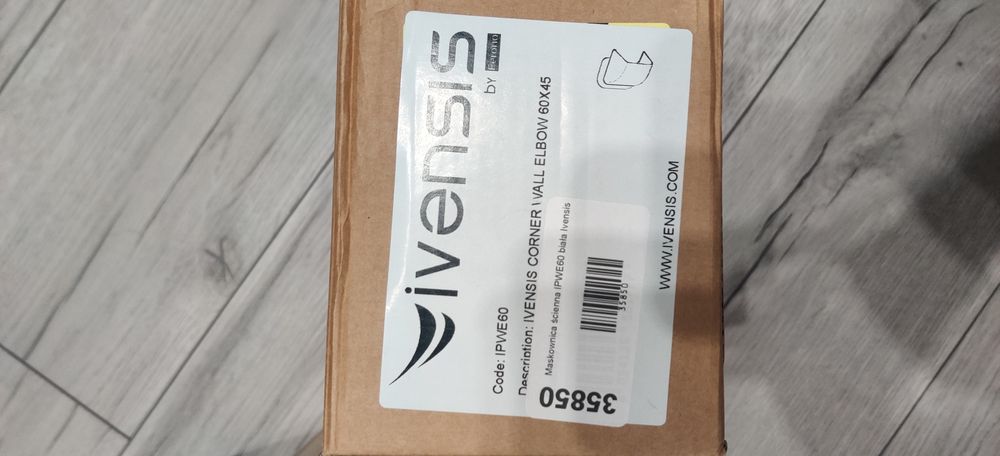 ivensis
by Berono
Code: IPWE60
Description: IVENSIS CORNER WALL ELBOW 60X45
Maskownica ścienna IPWE60 biała Ivensis
35850
35850
WWW.IVENSIS.COM